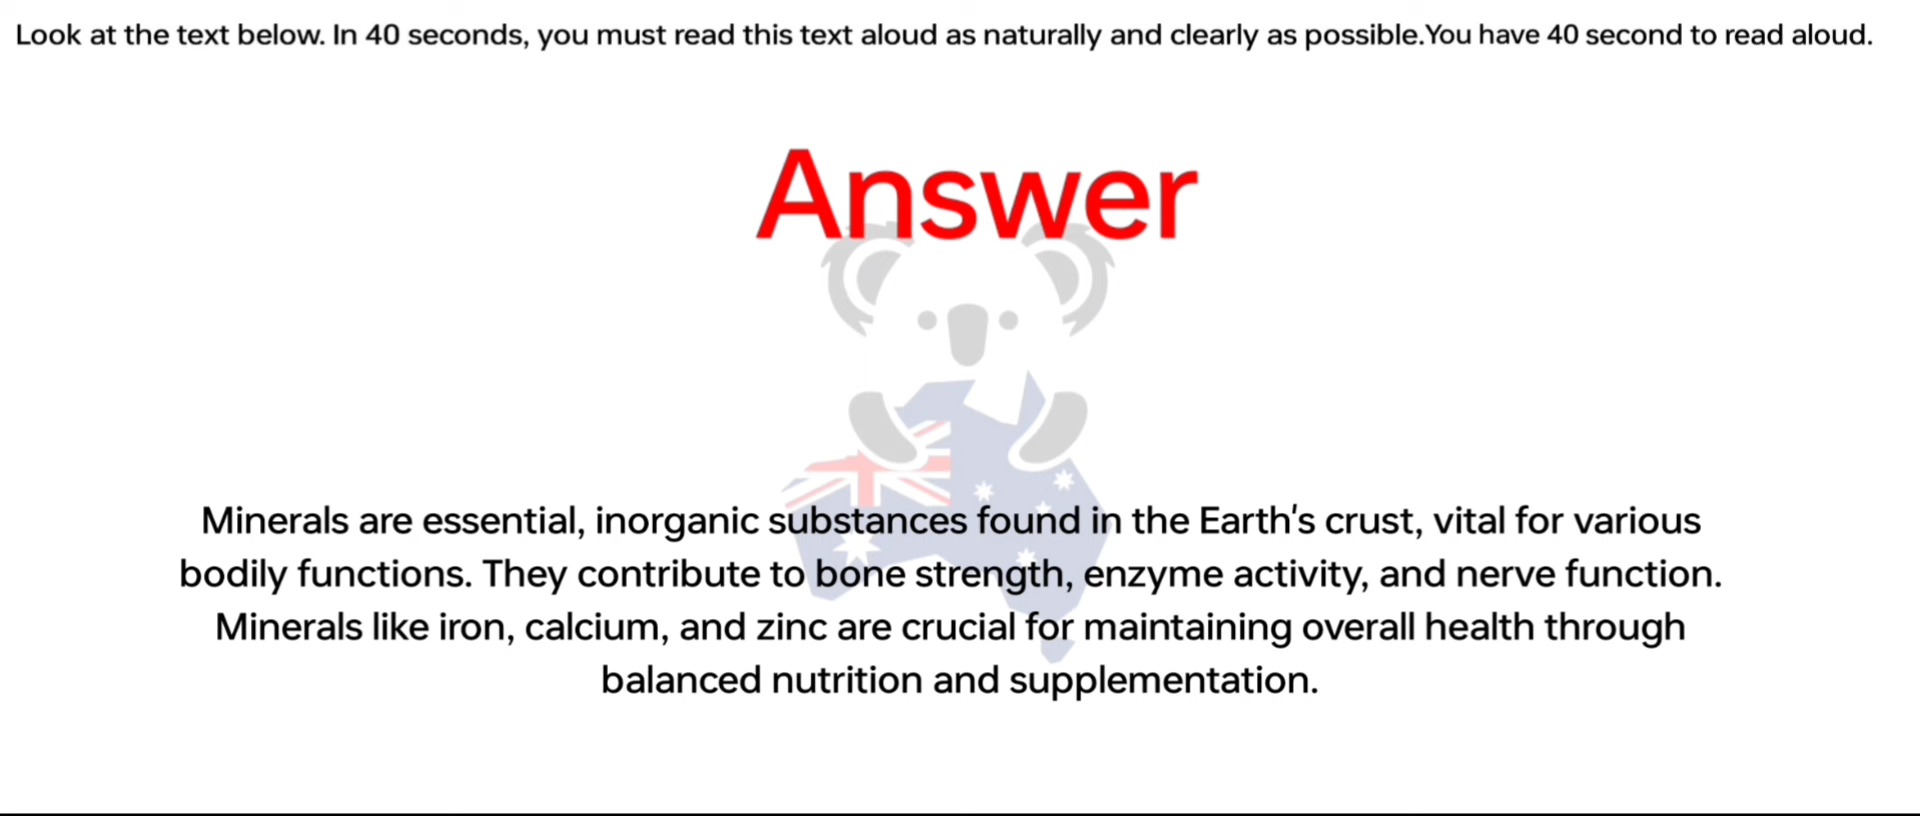 Look at the text below. In 40 seconds, you must read this text aloud as naturally and clearly as possible.You have 40 second to read aloud.
Answer
Minerals are essential, inorganic substances found in the Earth's crust, vital for various
bodily functions. They contribute to bone strength, enzyme activity, and nerve function.
Minerals like iron, calcium, and zinc are crucial for maintaining overall health through
balanced nutrition and supplementation.